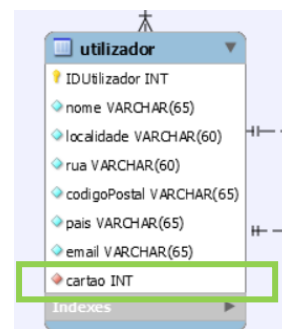 utilizador
IDUtilizador INT
nome VARCHAR(65)
localidade VARCHAR(60)
rua VARCHAR(60)
codigoPostal VARCHAR(65)
pais VARCHAR(65)
email VARCHAR(65)
cartao INT
Indexes